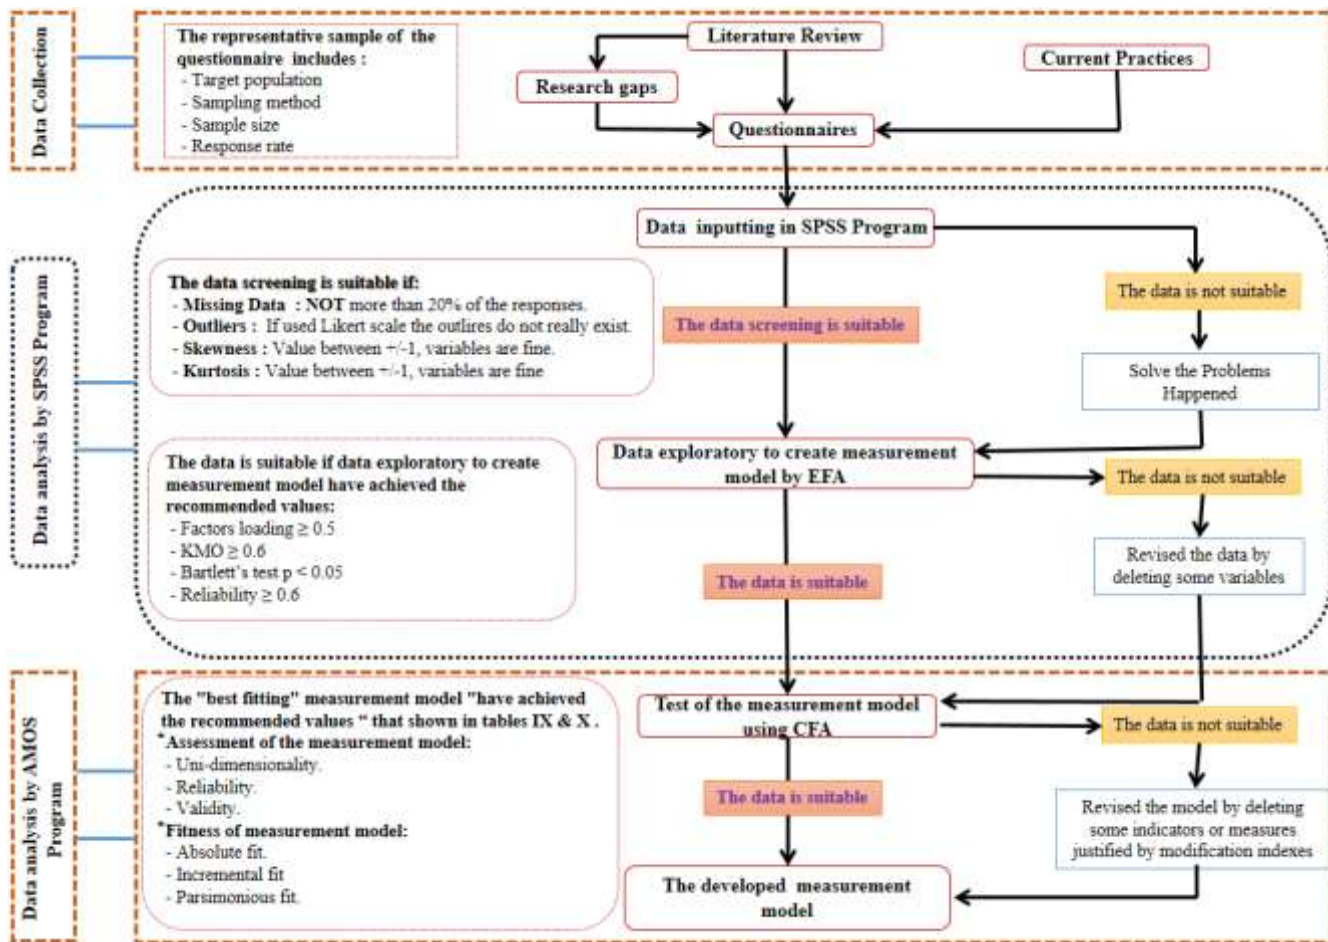 Data Collection
The representative sample of the
questionnaire includes :
- Target population
- Sampling method
- Sample size
- Response rate
Literature Review
Research gaps
Current Practices
Questionnaires
Data analysis by SPSS Program
Data inputting in SPSS Program
The data screening is suitable if:
- Missing Data : NOT more than 20% of the responses.
- Outliers : If used Likert scale the outlires do not really exist.
- Skewness : Value between +/-1, variables are fine.
- Kurtosis : Value between +/-1, variables are fine
The data screening is suitable
The data is not suitable
Solve the Problems
Happened
Data exploratory to create measurement
model by EFA
The data is suitable if data exploratory to create
measurement model have achieved the
recommended values:
- Factors loading ≥ 0.5
- KMO ≥ 0.6
- Bartlett's test p < 0.05
- Reliability ≥ 0.6
The data is not suitable
The data is suitable
Revised the data by
deleting some variables
Data analysis by AMOS
Program
The "best fitting" measurement model "have achieved
the recommended values " that shown in tables IX & X .
*Assessment of the measurement model:
- Uni-dimensionality.
- Reliability.
- Validity.
*Fitness of measurement model:
- Absolute fit.
- Incremental fit
- Parsimonious fit.
Test of the measurement model
using CFA
The data is not suitable
The data is suitable
Revised the model by deleting
some indicators or measures
justified by modification indexes
The developed measurement
model